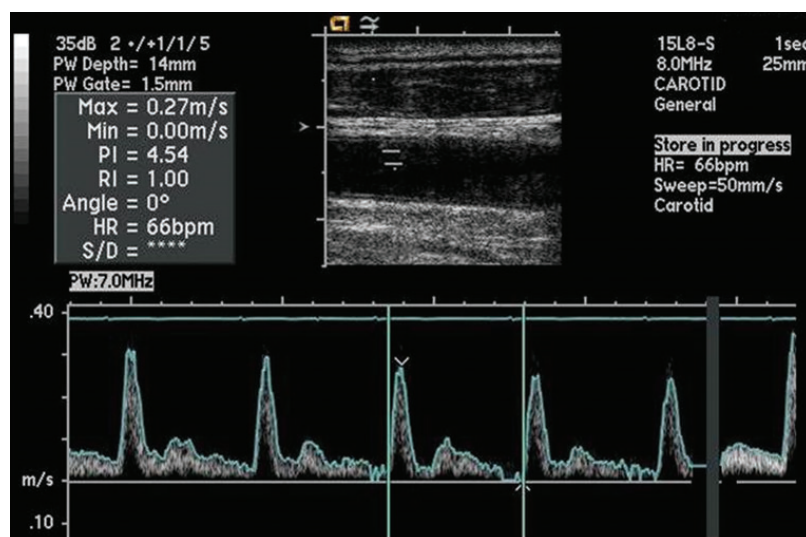 35dB 2 •/+1/1/5
PW Depth= 14mm
PW Gate= 1.5mm
Max = 0.27m/s
Min = 0.00m/s
PI = 4.54
RI = 1.00
Angle = 0°
HR = 66bpm
S/D = ****
15L8-S 1sec
8.0MHz 25mm
CAROTID
General
Store in progress
HR= 66bpm
Sweep=50mm/s
Carotid
PW:7.0MHz
.40
m/s
.10